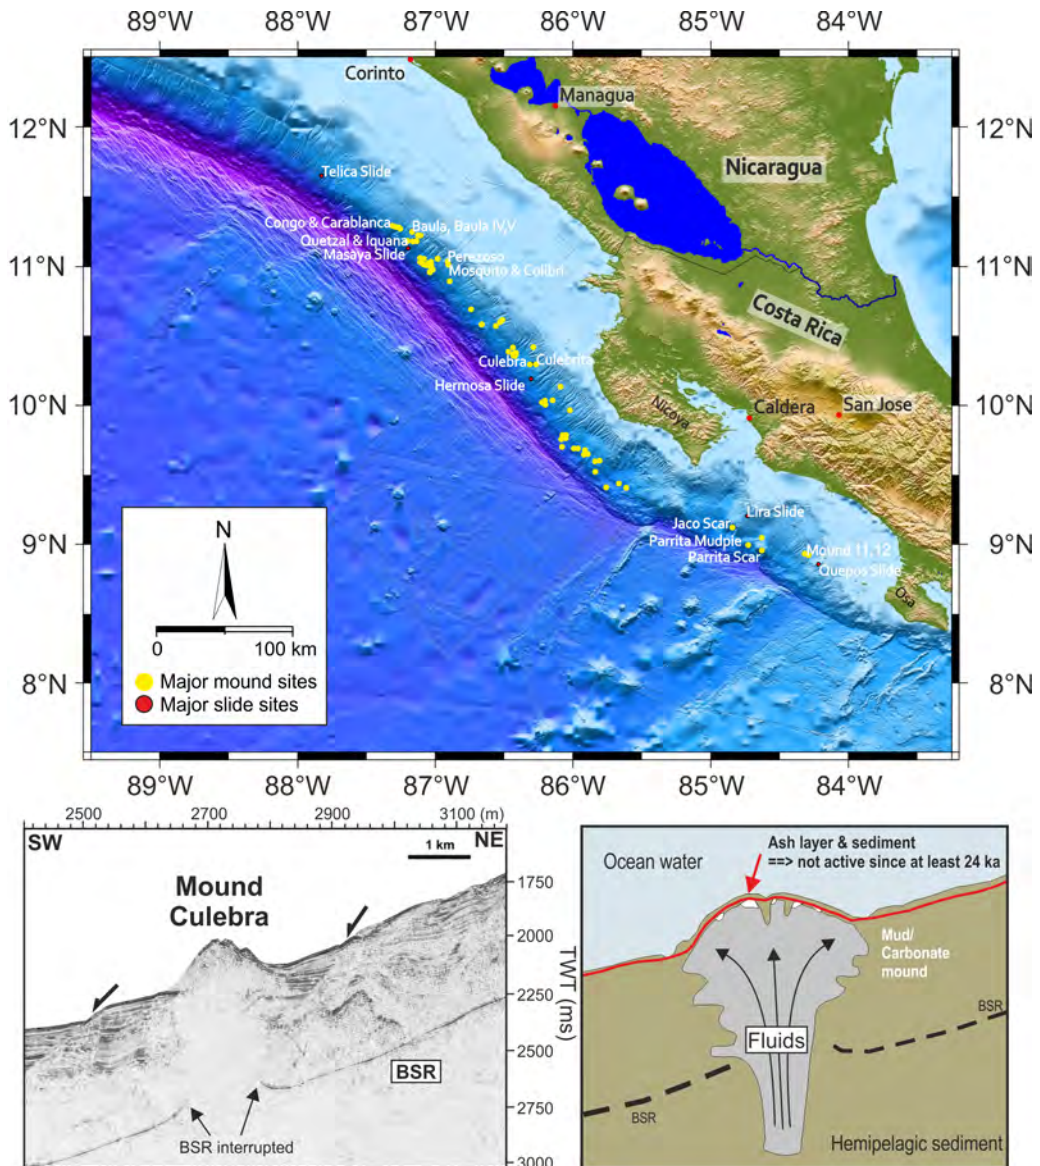 89°W 88°W 87°W 86°W 85°W 84°W
Corinto
Managua
12°N 12°N
Nicaragua
Telica Slide
Congo & Carablanca Baula, Baula IV,V
Quetzal & Iquana
Masaya Slide Perezoso
11°N 11°N
Mosquito & Colibri
Costa Rica
Culebra Culecrita
Hermosa Slide
10°N 10°N
Nicoya
Caldera San Jose
Jaco Scar Lira Slide
Parrita Mudple
9°N 9°N
Parrita Scar Mound 11,12
Quepos Slide
Osa
N
0 100 km
Major mound sites
Major slide sites
8°N 8°N
89°W 88°W 87°W 86°W 85°W 84°W
2500 2700 2900 3100 (m)
SW NE
1 km
Mound
Culebra
1750
2000
2250
2500
2750
3000
TWT (ms)
BSR
BSR interrupted
Ocean water
Ash layer & sediment
==> not active since at least 24 ka
Mud/
Carbonate
mound
BSR
Fluids
BSR
Hemipelagic sediment